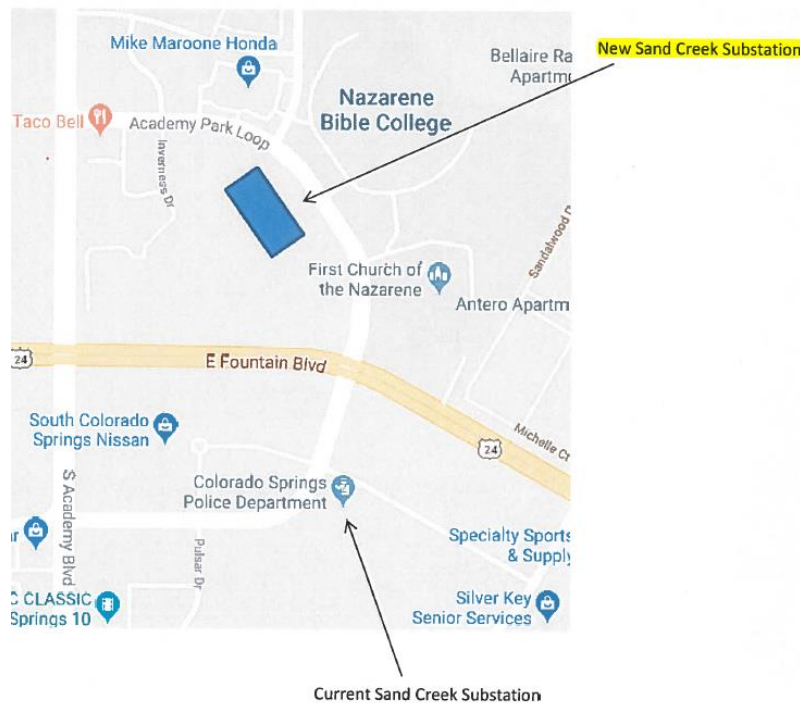 Mike Maroone Honda
New Sand Creek Substation
Bellaire Ra
Apartm
Nazarene
Bible College
Taco Bell
Academy Park Loop
Inverness Dr
Sandalwood D
First Church of
the Nazarene
Antero Apartm
24
E Fountain Blvd
South Colorado
Springs Nissan
Michelle Ct
24
Colorado Springs
Police Department
S Academy Blvd
ar
Pulsar Dr
Specialty Sports
& Supply
C CLASSIC
Springs 10
Silver Key
Senior Services
Current Sand Creek Substation